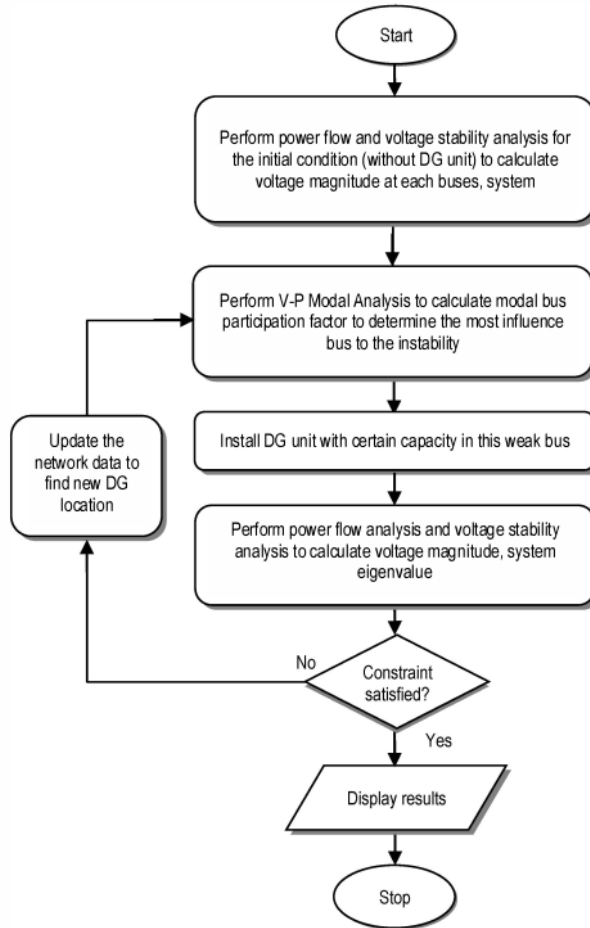 Start
Perform power flow and voltage stability analysis for
the initial condition (without DG unit) to calculate
voltage magnitude at each buses, system
Perform V-P Modal Analysis to calculate modal bus
participation factor to determine the most influence
bus to the instability
Update the
network data to
find new DG
location
Install DG unit with certain capacity in this weak bus
Perform power flow analysis and voltage stability
analysis to calculate voltage magnitude, system
eigenvalue
No
Constraint
satisfied?
Yes
Display results
Stop